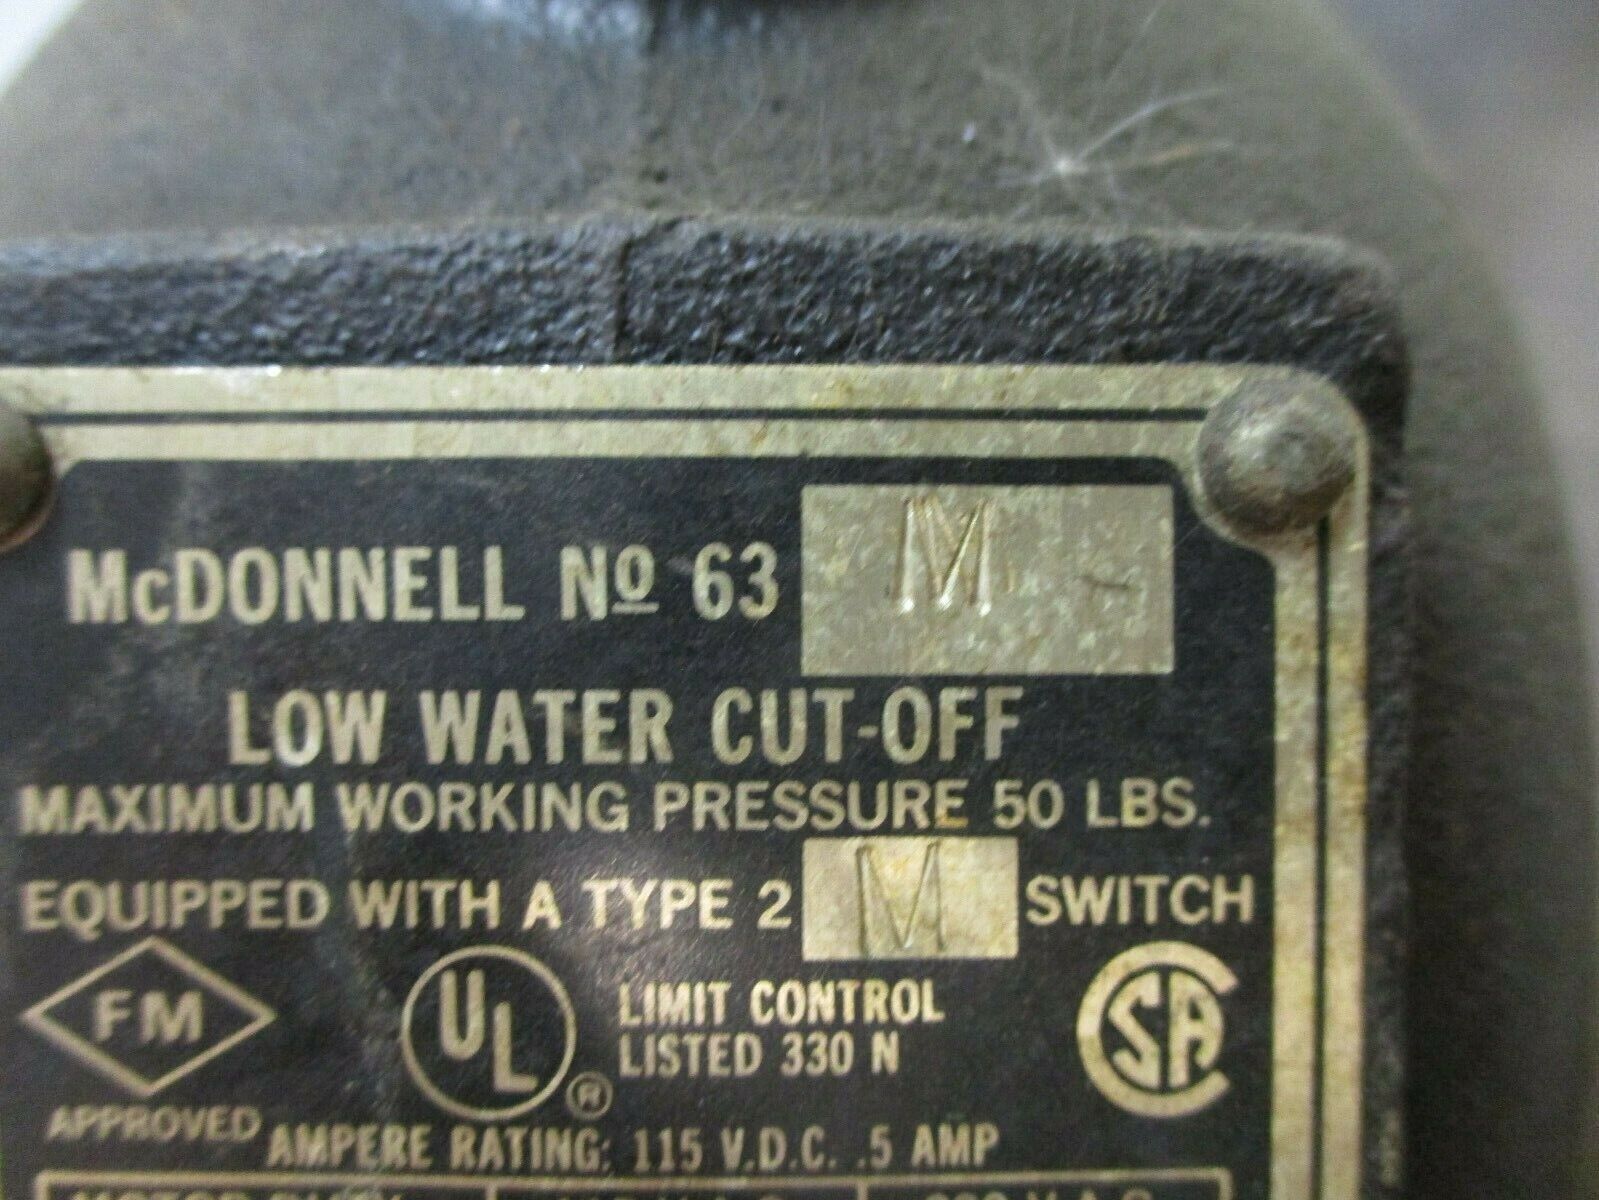 McDONNELL No 63 M
LOW WATER CUT-OFF
MAXIMUM WORKING PRESSURE 50 LBS.
EQUIPPED WITH A TYPE 2 M SWITCH
FM
APPROVED
UL ®
LIMIT CONTROL
LISTED 330 N
CSA
AMPERE RATING: 115 V.D.C. .5 AMP